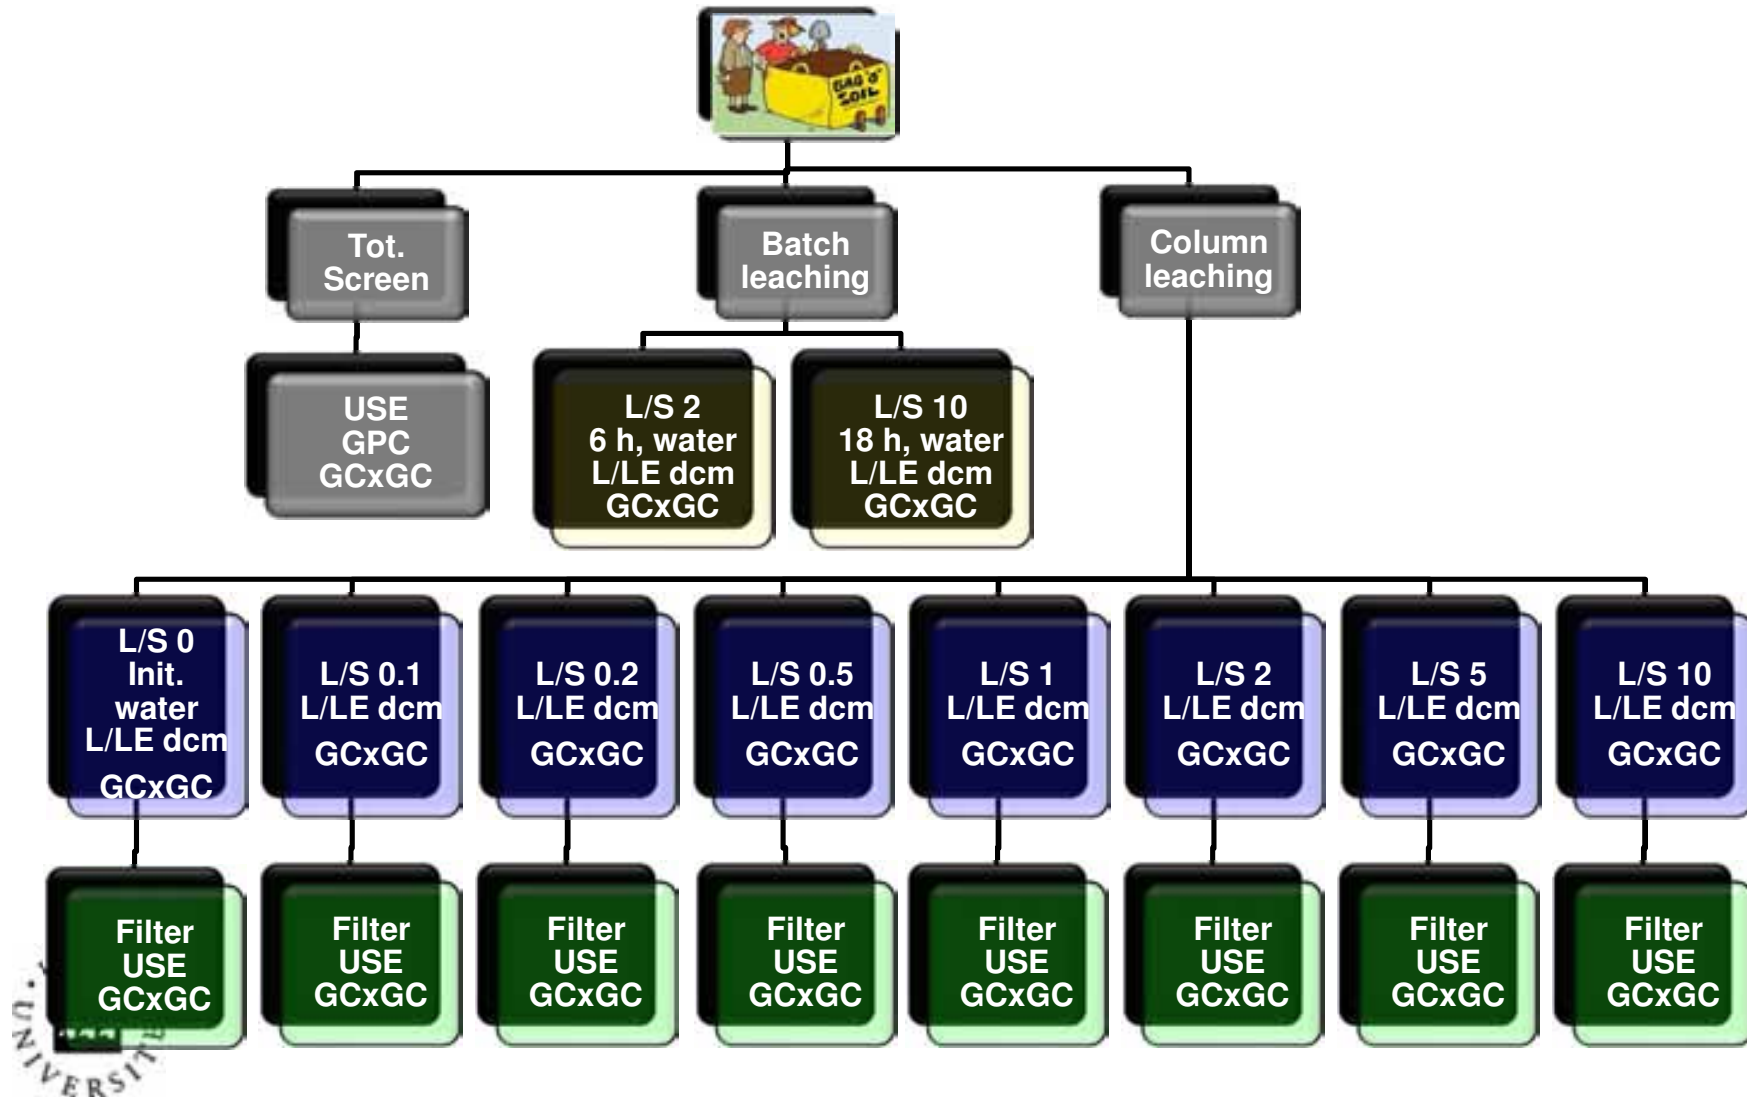 BAG 'O'
SOIL
Tot.
Screen
Batch
leaching
Column
leaching
USE
GPC
GCxGC
L/S 2
6 h, water
L/LE dcm
GCxGC
L/S 10
18 h, water
L/LE dcm
GCxGC
L/S 0
Init.
water
L/LE dcm
GCxGC
L/S 0.1
L/LE dcm
GCxGC
L/S 0.2
L/LE dcm
GCxGC
L/S 0.5
L/LE dcm
GCxGC
L/S 1
L/LE dcm
GCxGC
L/S 2
L/LE dcm
GCxGC
L/S 5
L/LE dcm
GCxGC
L/S 10
L/LE dcm
GCxGC
Filter
USE
GCxGC
Filter
USE
GCxGC
Filter
USE
GCxGC
Filter
USE
GCxGC
Filter
USE
GCxGC
Filter
USE
GCxGC
Filter
USE
GCxGC
Filter
USE
GCxGC
UNIVERSITE